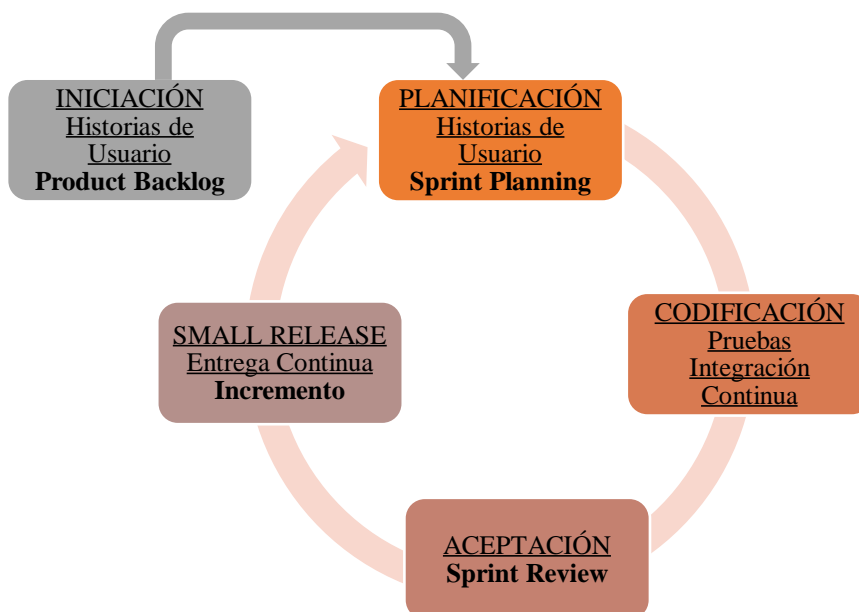 INICIACIÓN
Historias de
Usuario
Product Backlog
PLANIFICACIÓN
Historias de
Usuario
Sprint Planning
CODIFICACIÓN
Pruebas
Integración
Continua
ACEPTACIÓN
Sprint Review
SMALL RELEASE
Entrega Continua
Incremento